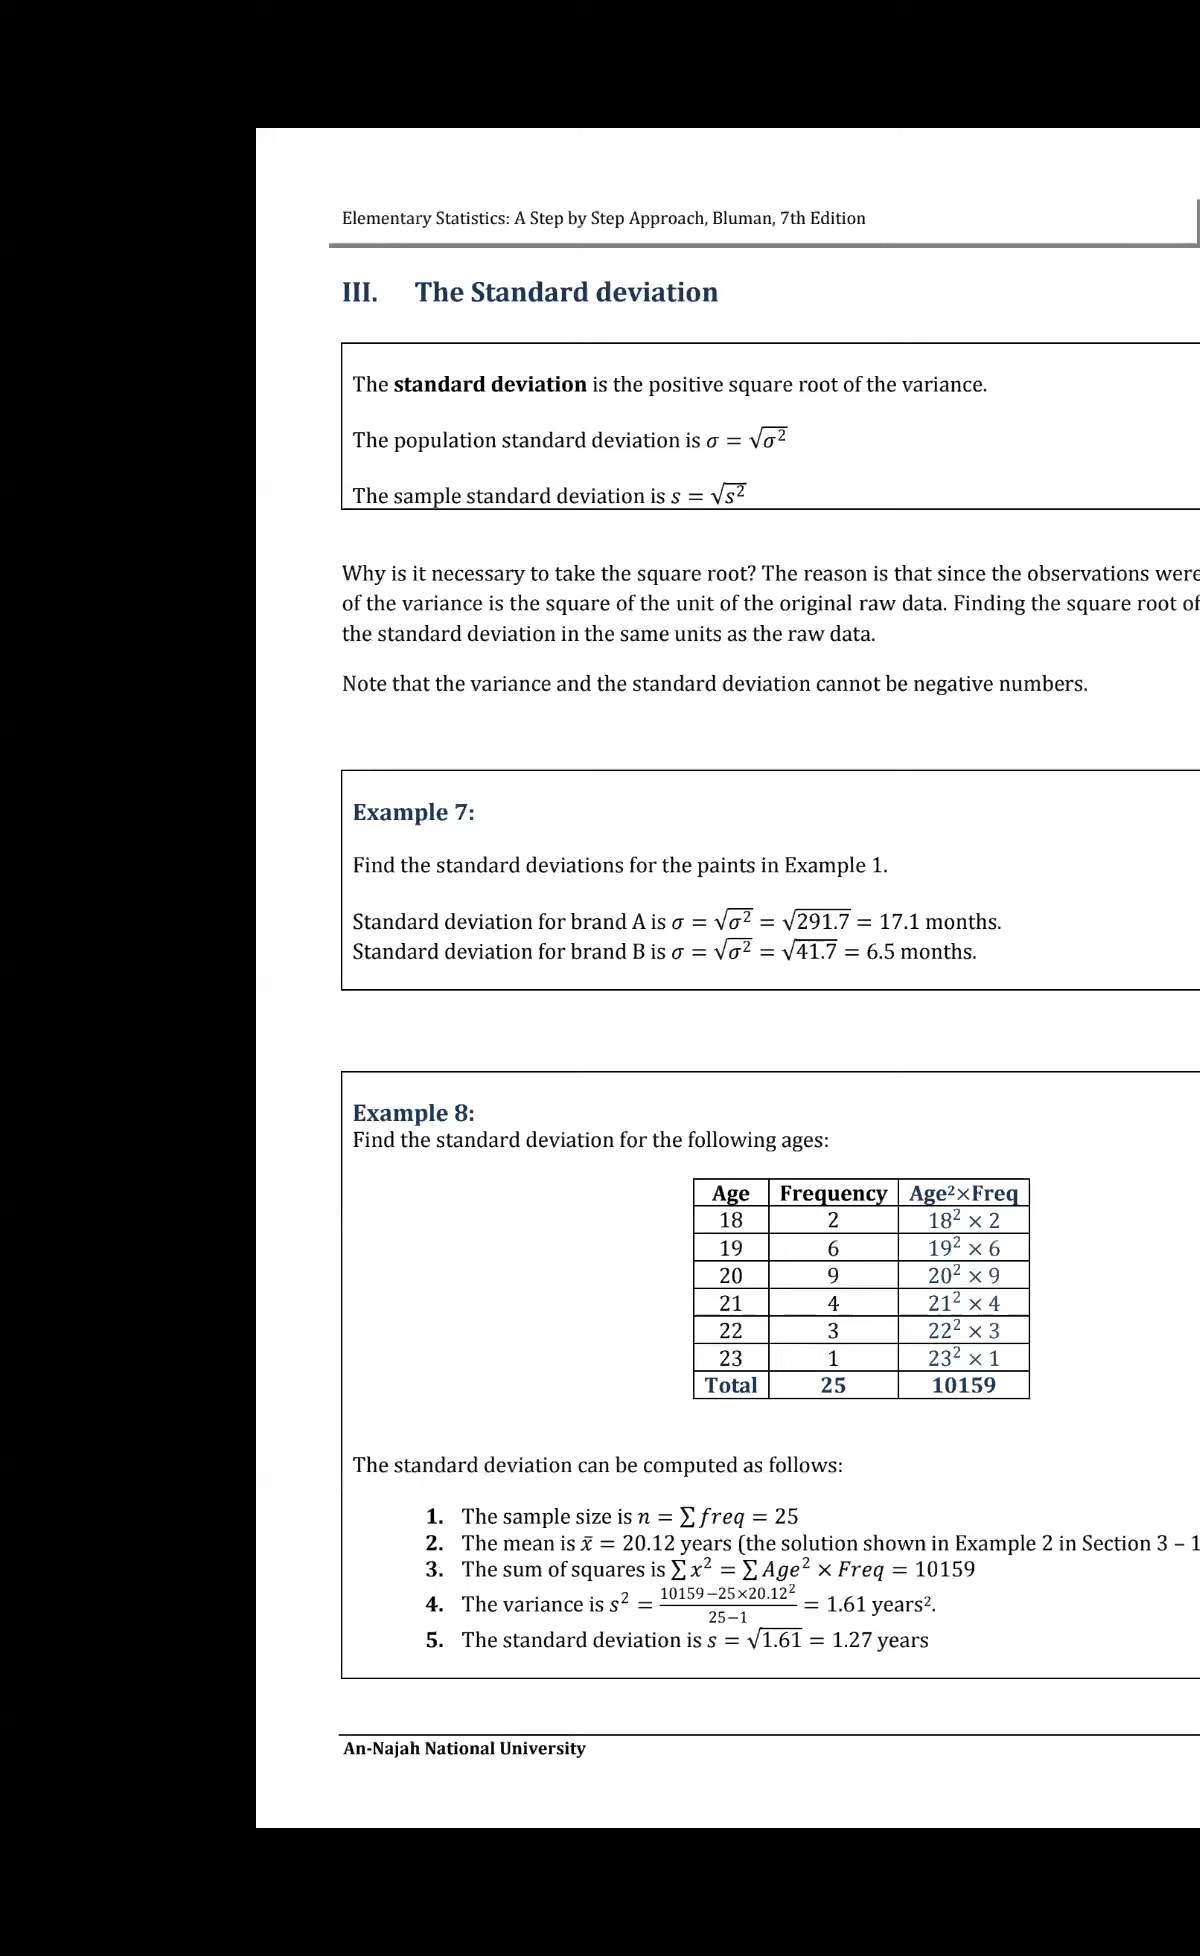 Elementary Statistics: A Step by Step Approach, Bluman, 7th Edition
III. The Standard deviation
The standard deviation is the positive square root of the variance.
The population standard deviation is σ = √σ²
The sample standard deviation is s = √s²
Why is it necessary to take the square root? The reason is that since the observations were
of the variance is the square of the unit of the original raw data. Finding the square root of
the standard deviation in the same units as the raw data.
Note that the variance and the standard deviation cannot be negative numbers.
Example 7:
Find the standard deviations for the paints in Example 1.
Standard deviation for brand A is σ = √σ² = √291.7 = 17.1 months.
Standard deviation for brand B is σ = √σ² = √41.7 = 6.5 months.
Example 8:
Find the standard deviation for the following ages:
Age Frequency Age²×Freq
18 2 18² × 2
19 6 19² × 6
20 9 20² × 9
21 4 21² × 4
22 3 22² × 3
23 1 23² × 1
Total 25 10159
The standard deviation can be computed as follows:
1. The sample size is n = ∑ freq = 25
2. The mean is x̄ = 20.12 years (the solution shown in Example 2 in Section 3 – 1
3. The sum of squares is ∑ x² = ∑ Age² × Freq = 10159
4. The variance is s² = (10159−25×20.12²)/(25−1) = 1.61 years².
5. The standard deviation is s = √1.61 = 1.27 years
An-Najah National University